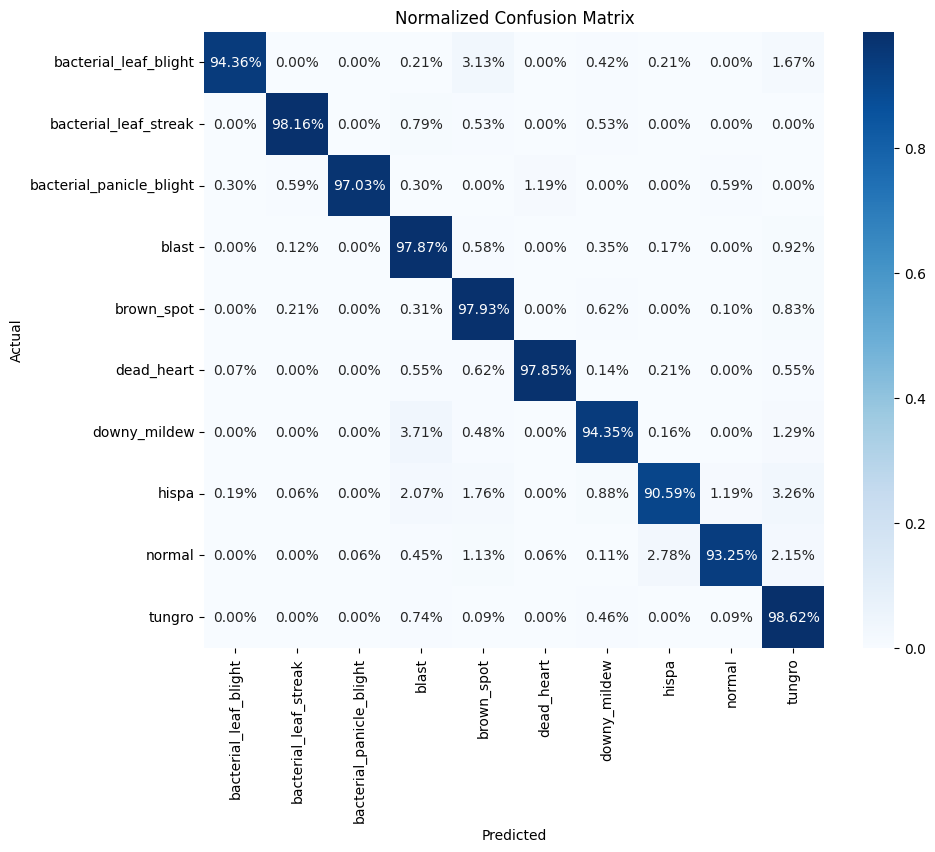 Normalized Confusion Matrix
bacterial_leaf_blight 94.36% 0.00% 0.00% 0.21% 3.13% 0.00% 0.42% 0.21% 0.00% 1.67%
bacterial_leaf_streak 0.00% 98.16% 0.00% 0.79% 0.53% 0.00% 0.53% 0.00% 0.00% 0.00%
bacterial_panicle_blight 0.30% 0.59% 97.03% 0.30% 0.00% 1.19% 0.00% 0.00% 0.59% 0.00%
blast 0.00% 0.12% 0.00% 97.87% 0.58% 0.00% 0.35% 0.17% 0.00% 0.92%
brown_spot 0.00% 0.21% 0.00% 0.31% 97.93% 0.00% 0.62% 0.00% 0.10% 0.83%
dead_heart 0.07% 0.00% 0.00% 0.55% 0.62% 97.85% 0.14% 0.21% 0.00% 0.55%
downy_mildew 0.00% 0.00% 0.00% 3.71% 0.48% 0.00% 94.35% 0.16% 0.00% 1.29%
hispa 0.19% 0.06% 0.00% 2.07% 1.76% 0.00% 0.88% 90.59% 1.19% 3.26%
normal 0.00% 0.00% 0.06% 0.45% 1.13% 0.06% 0.11% 2.78% 93.25% 2.15%
tungro 0.00% 0.00% 0.00% 0.74% 0.09% 0.00% 0.46% 0.00% 0.09% 98.62%
Actual
bacterial_leaf_blight
bacterial_leaf_streak
bacterial_panicle_blight
blast
brown_spot
dead_heart
downy_mildew
hispa
normal
tungro
Predicted
0.8
0.6
0.4
0.2
0.0